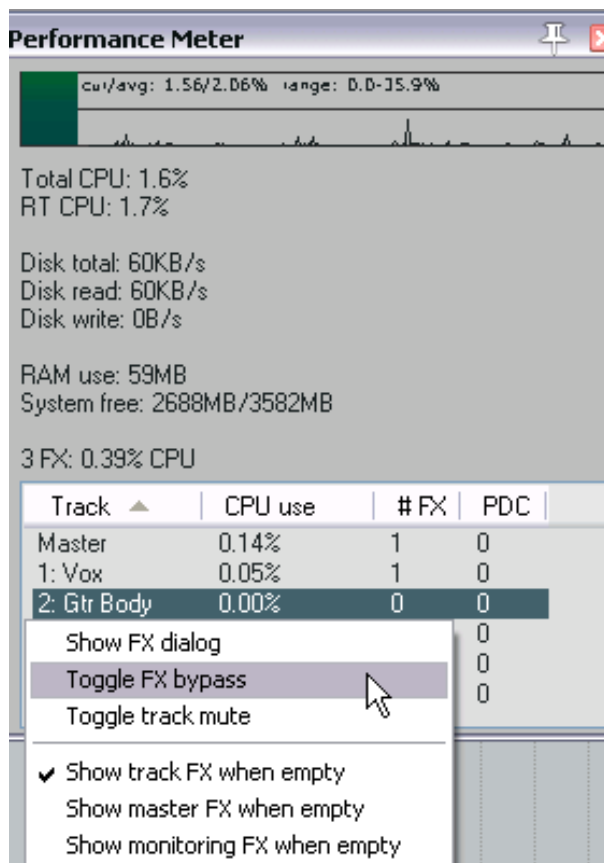 Performance Meter
cur/avg: 1.56/2.06% range: 0.0-35.9%
Total CPU: 1.6%
RT CPU: 1.7%
Disk total: 60KB/s
Disk read: 60KB/s
Disk write: 0B/s
RAM use: 59MB
System free: 2688MB/3582MB
3 FX: 0.39% CPU
Track CPU use # FX PDC
Master 0.14% 1 0
1: Vox 0.05% 1 0
2: Gtr Body 0.00% 0 0
Show FX dialog 0
Toggle FX bypass 0
Toggle track mute 0
Show track FX when empty
Show master FX when empty
Show monitoring FX when empty